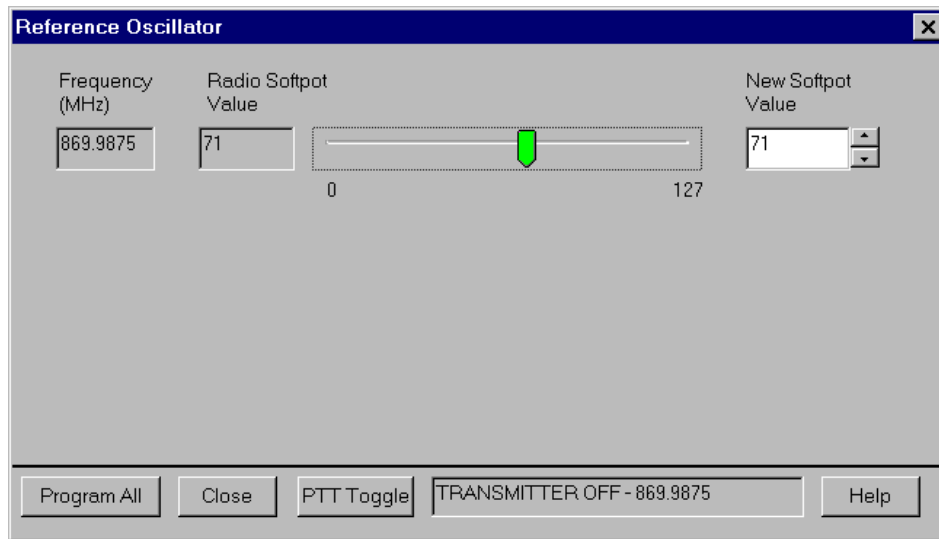 Reference Oscillator
Frequency (MHz)
Radio Softpot Value
New Softpot Value
869.9875
71
71
0
127
Program All
Close
PTT Toggle
TRANSMITTER OFF - 869.9875
Help